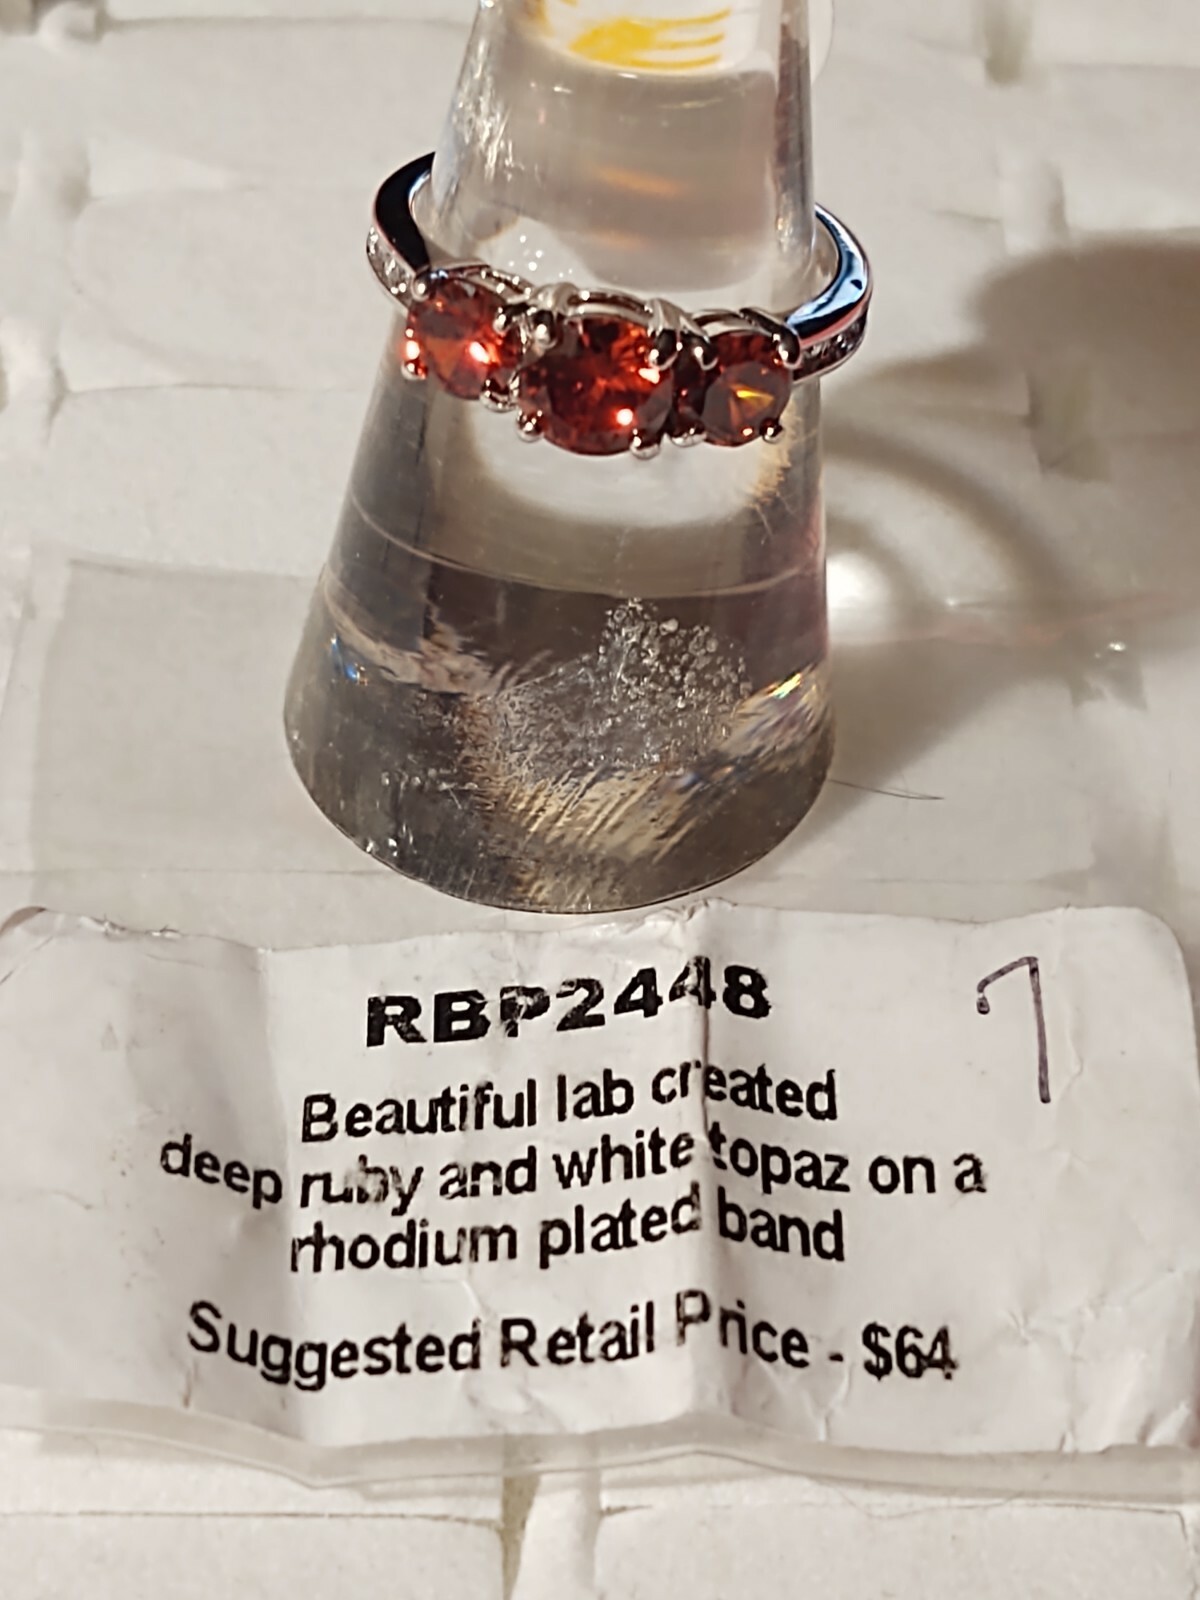 RBP2448 7
Beautiful lab created
deep ruby and white topaz on a
rhodium plated band
Suggested Retail Price - $64